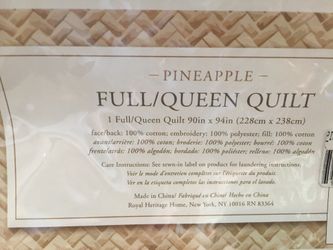 — PINEAPPLE —
FULL/QUEEN QUILT
1 Full/Queen Quilt 90in x 94in (228cm x 238cm)
face/back: 100% cotton; embroidery: 100% polyester; fill: 100% cotton
avant/arrière: 100% coton; broderie: 100% polyester; bourré: 100% coton
frente/atrás: 100% algodón; bordado: 100% poliéster; relleno: 100% algodón
Care Instructions: See sewn-in label on product for laundering instructions.
Voir le mode d'entretien complètes sur l'étiquette du produit.
Ver en la etiqueta completas las instrucciones para el lavado.
Made in China/ Fabriqué en China/ Hecho en China
Royal Heritage Home, New York, NY 10016 RN 83364